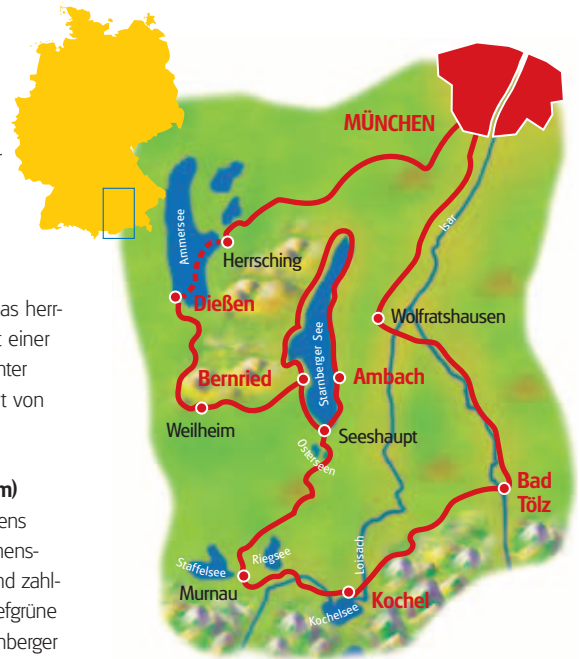 MÜNCHEN
Isar
Ammersee
Herrsching
Dießen
Starnberger See
Wolfratshausen
Bernried
Ambach
Weilheim
Seeshaupt
Osterseen
Bad
Tölz
Loisach
Riegsee
Staffelsee
Murnau
Kochel
Kochelsee
as herr-
einer
nter
t von
m)
ens
nens-
nd zahl-
efgrüne
nberger